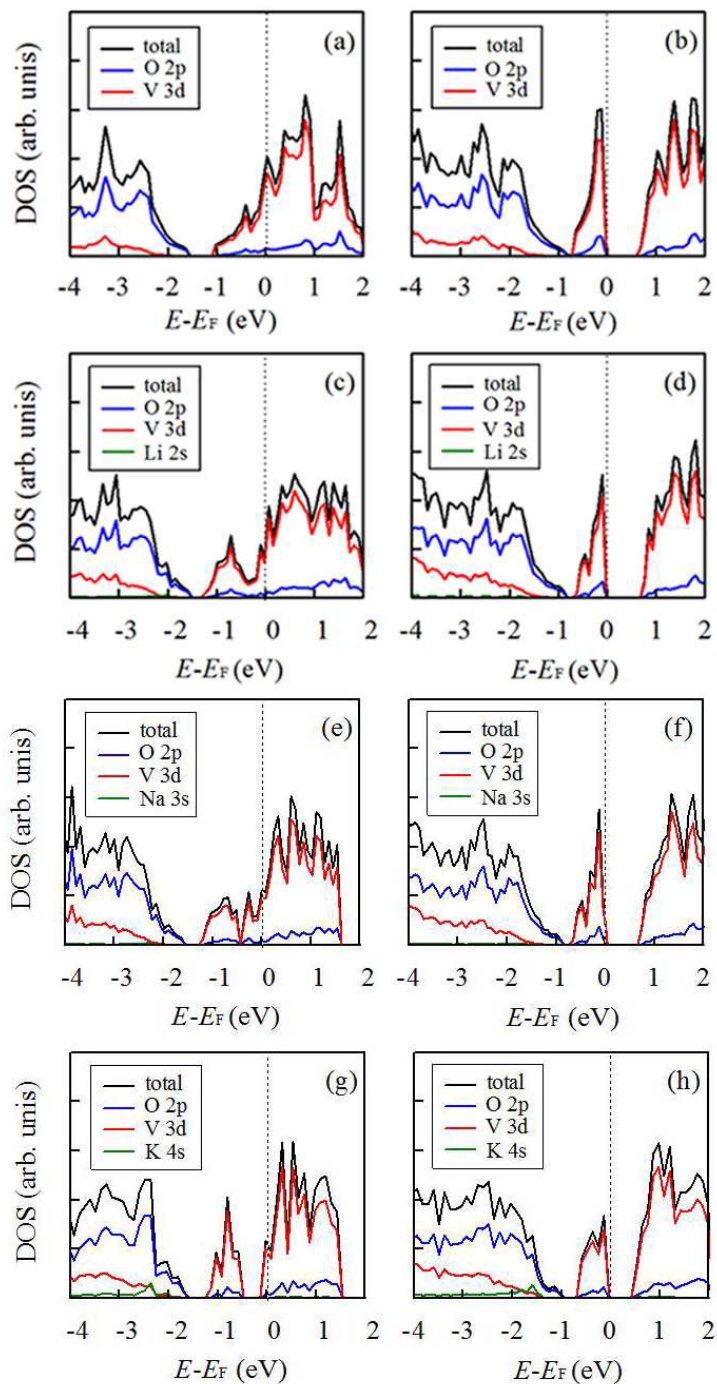 (a)
total
O 2p
V 3d
DOS (arb. unis)
-4 -3 -2 -1 0 1 2
E-EF (eV)
(b)
total
O 2p
V 3d
-4 -3 -2 -1 0 1 2
E-EF (eV)
(c)
total
O 2p
V 3d
Li 2s
DOS (arb. unis)
-4 -3 -2 -1 0 1 2
E-EF (eV)
(d)
total
O 2p
V 3d
Li 2s
-4 -3 -2 -1 0 1 2
E-EF (eV)
(e)
total
O 2p
V 3d
Na 3s
DOS (arb. unis)
-4 -3 -2 -1 0 1 2
E-EF (eV)
(f)
total
O 2p
V 3d
Na 3s
-4 -3 -2 -1 0 1 2
E-EF (eV)
(g)
total
O 2p
V 3d
K 4s
DOS (arb. unis)
-4 -3 -2 -1 0 1 2
E-EF (eV)
(h)
total
O 2p
V 3d
K 4s
-4 -3 -2 -1 0 1 2
E-EF (eV)